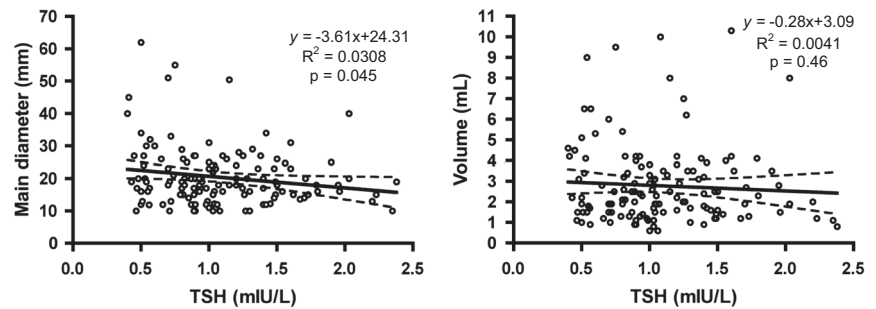 70
60
50
40
30
20
10
0
Main diameter (mm)
y = -3.61x+24.31
R² = 0.0308
p = 0.045
0.0 0.5 1.0 1.5 2.0 2.5
TSH (mIU/L)
11
10
9
8
7
6
5
4
3
2
1
0
Volume (mL)
y = -0.28x+3.09
R² = 0.0041
p = 0.46
0.0 0.5 1.0 1.5 2.0 2.5
TSH (mIU/L)